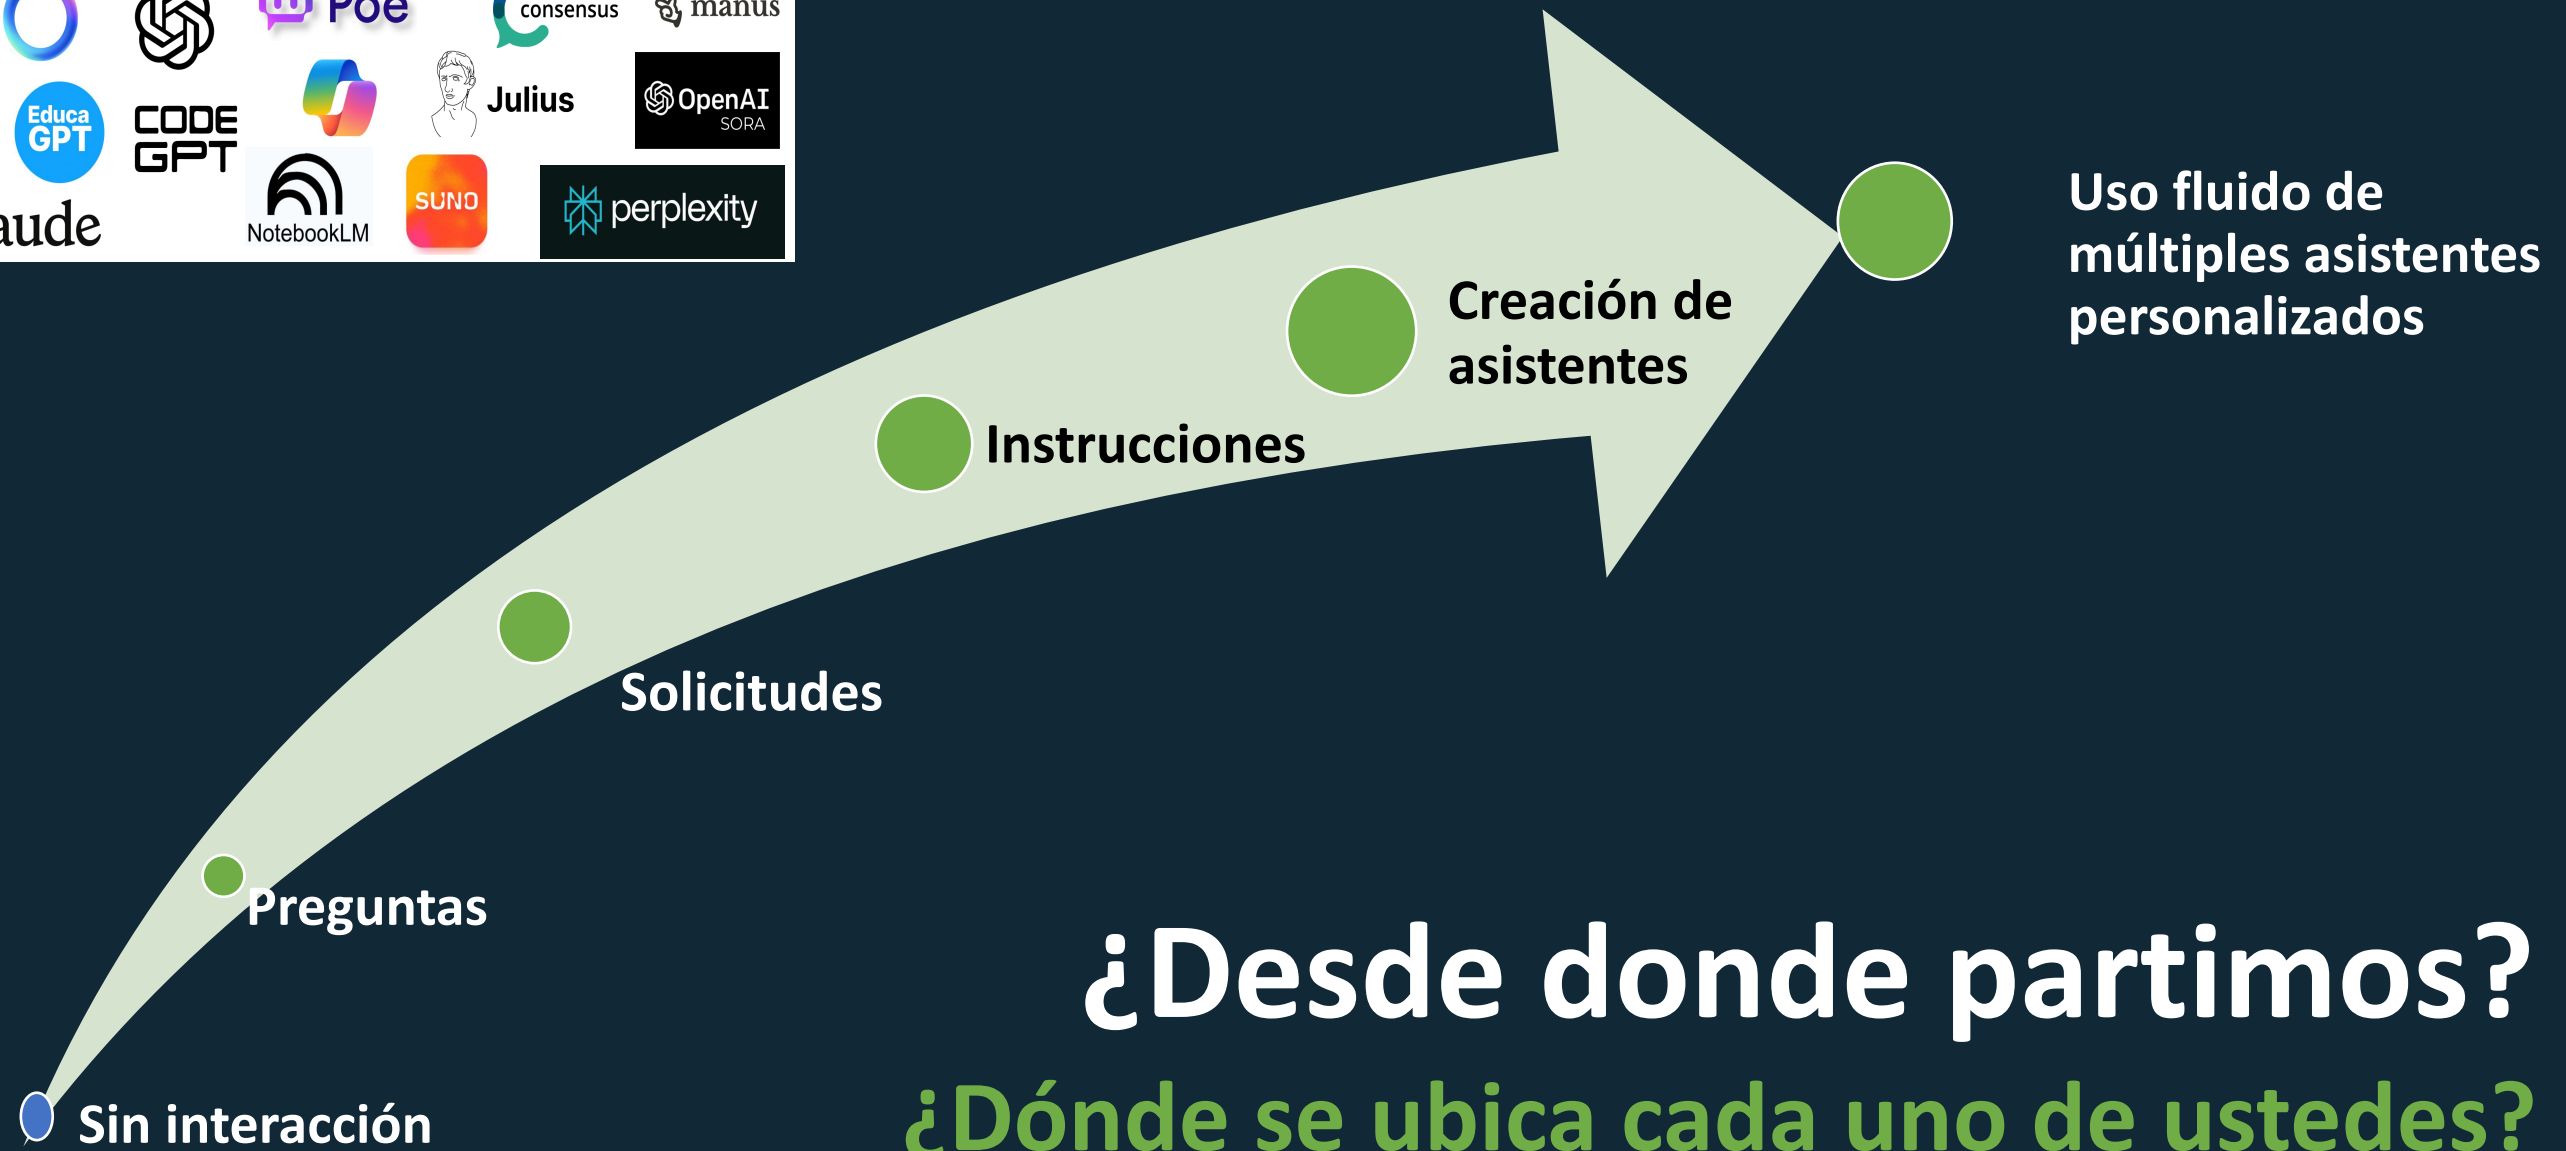 Poe
consensus
manus
Educa
GPT
CODE
GPT
Julius
OpenAI
SORA
aude
NotebookLM
SUNO
perplexity
Uso fluido de
múltiples asistentes
personalizados
Creación de
asistentes
Instrucciones
Solicitudes
Preguntas
Sin interacción
¿Desde donde partimos?
¿Dónde se ubica cada uno de ustedes?